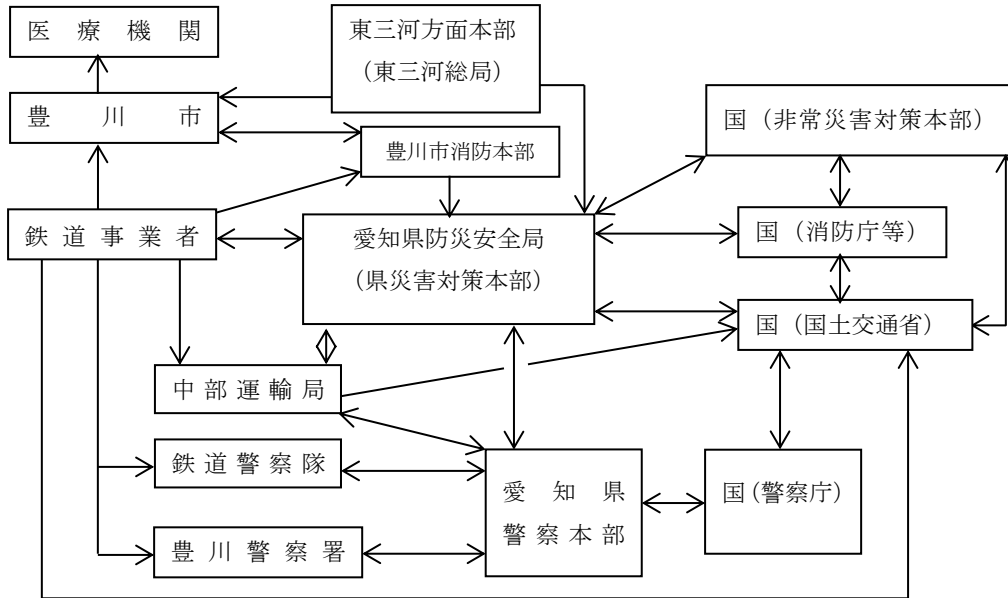 医療機関
東三河方面本部
（東三河総局）
豊川市
国（非常災害対策本部）
豊川市消防本部
鉄道事業者
愛知県防災安全局
（県災害対策本部）
国（消防庁等）
国（国土交通省）
中部運輸局
鉄道警察隊
愛知県
警察本部
国（警察庁）
豊川警察署